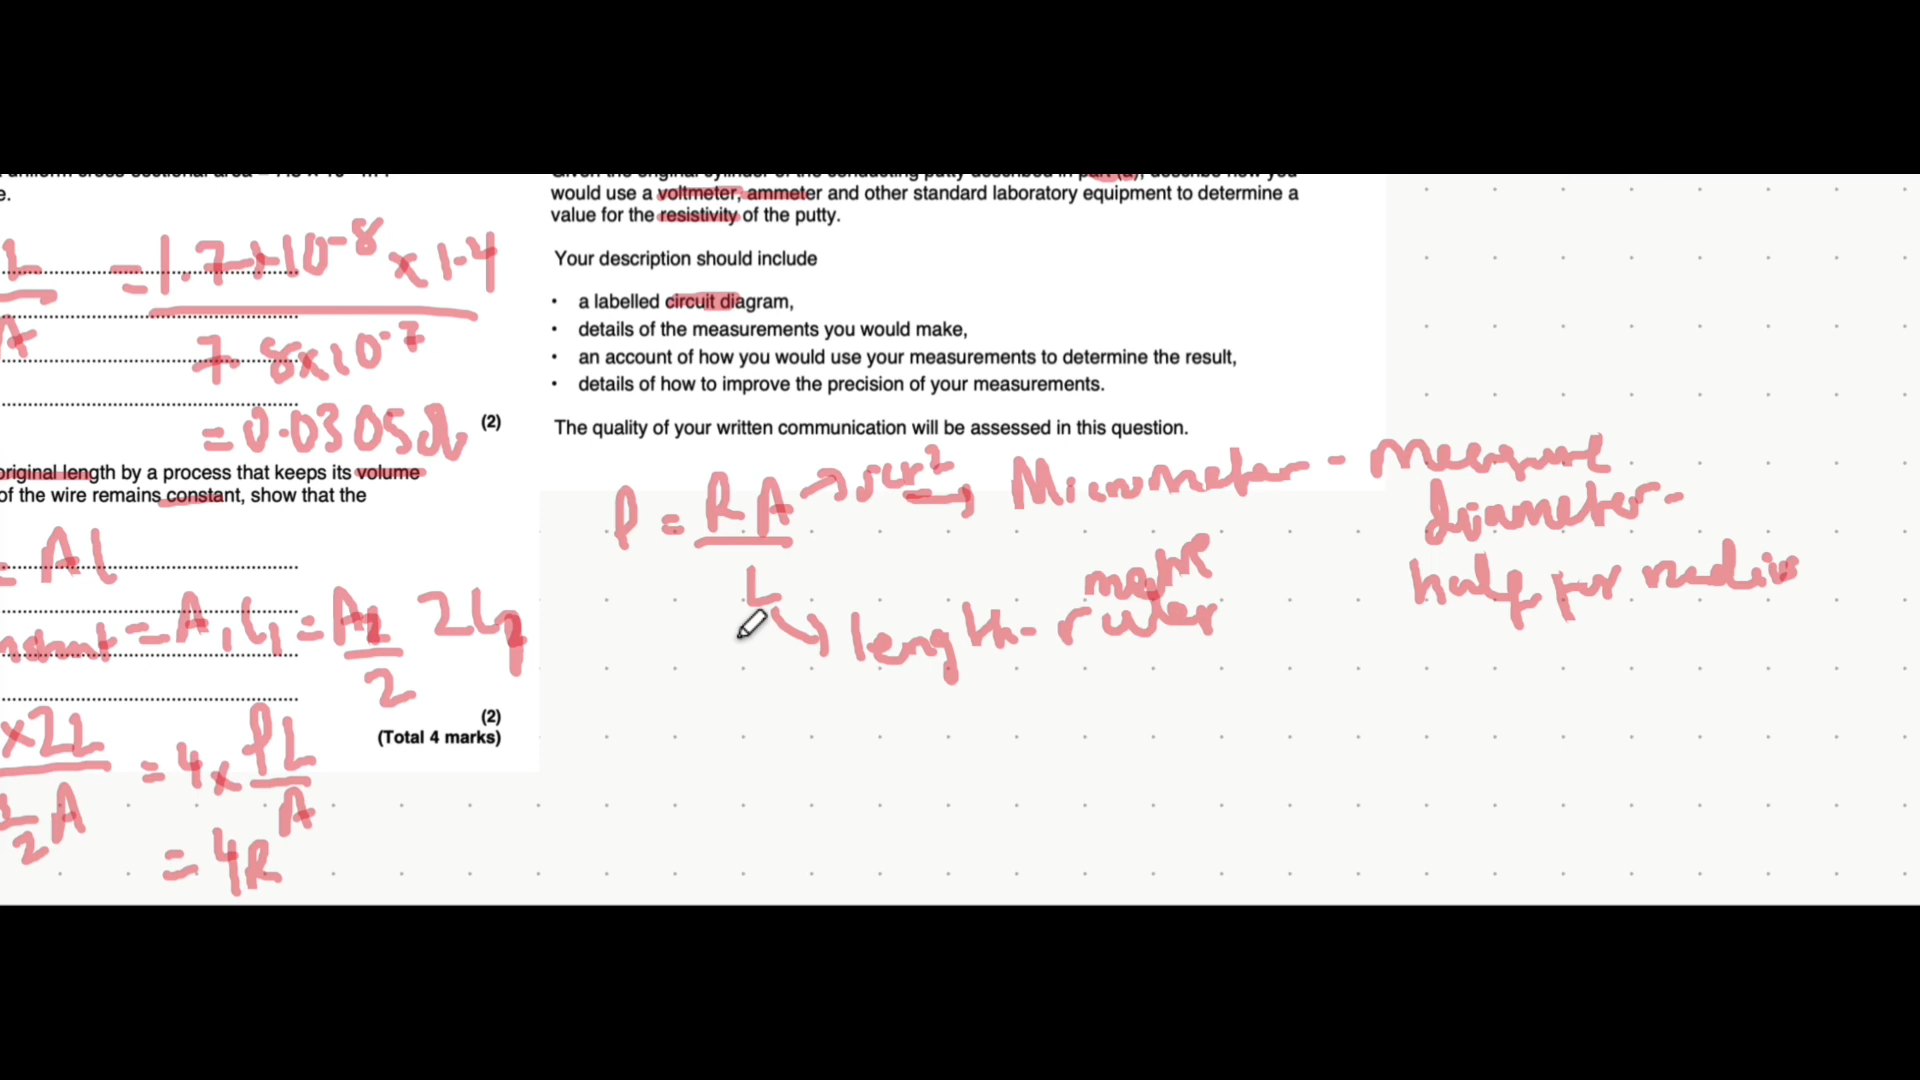 e.
= 1.7 × 10-8 × 1.4
7.8×10-7
= 0.0305Ω
(2)
original length by a process that keeps its volume
of the wire remains constant, show that the
= Al
= A1l1 = A2 2l1
2
(2)
(Total 4 marks)
×2L
= 4 × ρL
A
1/2 A
= 4R
would use a voltmeter, ammeter and other standard laboratory equipment to determine a
value for the resistivity of the putty.
Your description should include
• a labelled circuit diagram,
• details of the measurements you would make,
• an account of how you would use your measurements to determine the result,
• details of how to improve the precision of your measurements.
The quality of your written communication will be assessed in this question.
ρ = RA → πr2 → Micrometer - measure
diameter -
half for radius
L
→ length - metre
ruler